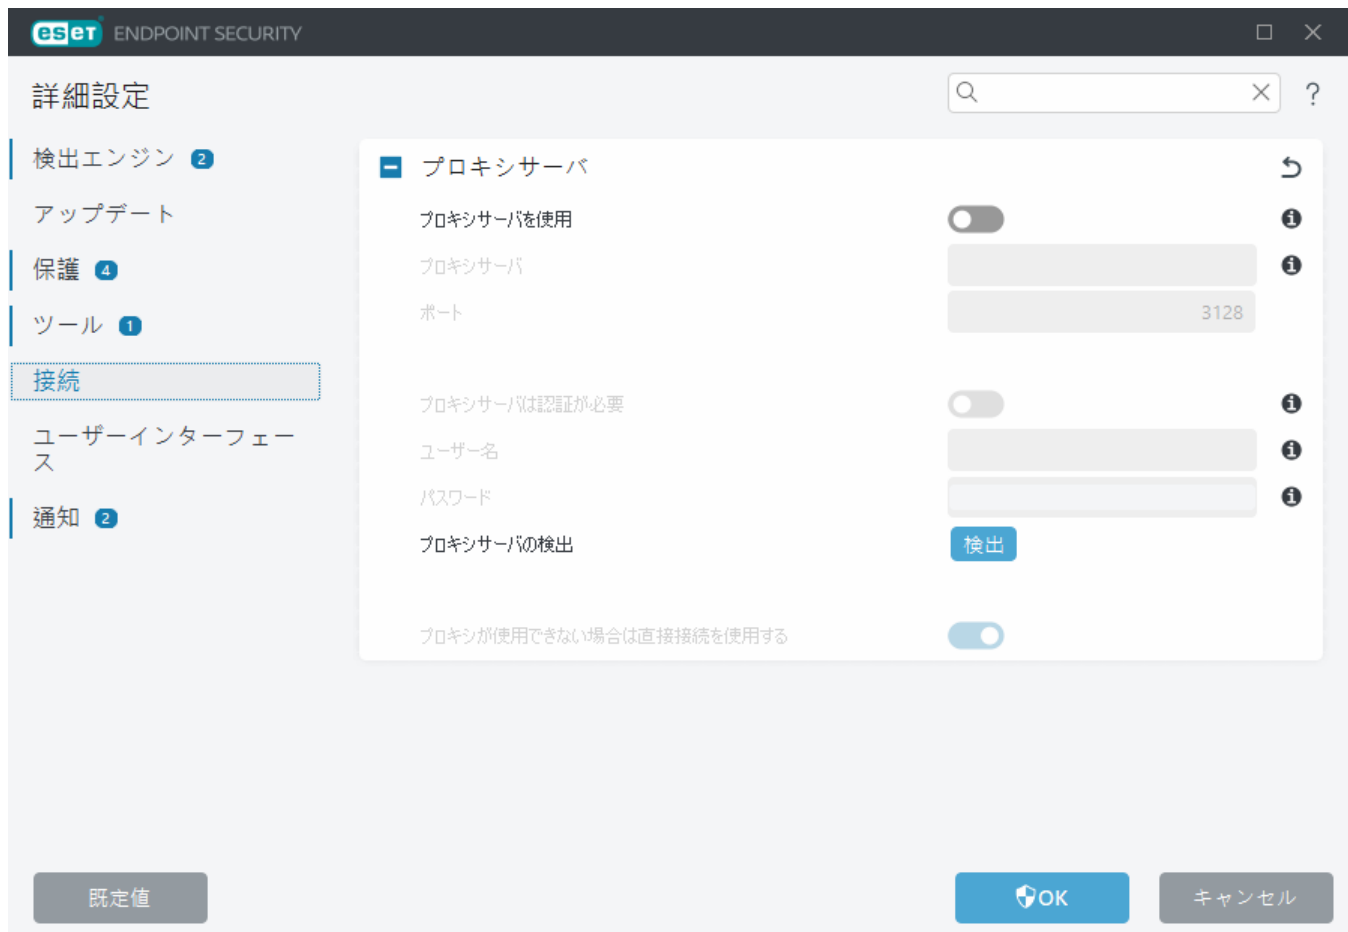 eset ENDPOINT SECURITY
詳細設定
?
検出エンジン 2
アップデート
保護 4
ツール 1
接続
ユーザーインターフェー
ス
通知 2
プロキシサーバ
プロキシサーバを使用
プロキシサーバ
ポート 3128
プロキシサーバは認証が必要
ユーザー名
パスワード
プロキシサーバの検出 検出
プロキシが使用できない場合は直接接続を使用する
既定値 OK キャンセル